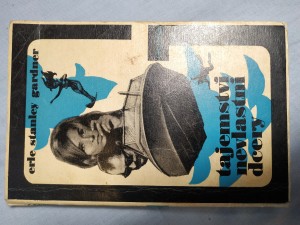 erle stanley gardner
tajemství
nevlastní
dcery